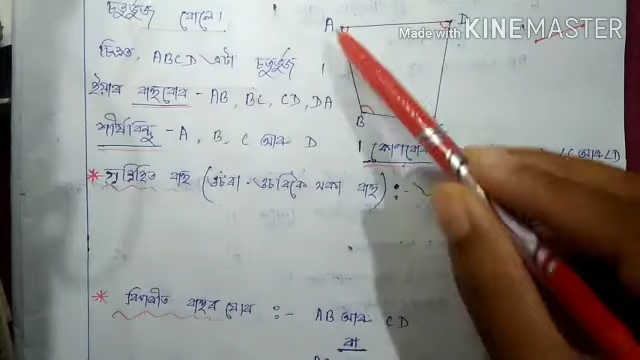 চতুৰ্ভুজ বোলে।
A D
Made with KINEMASTER
চিত্ৰত, ABCD এটা চতুৰ্ভুজ
ইয়াৰ বাহুবোৰ - AB, BC, CD, DA
B
শীৰ্ষবিন্দু - A, B, C আৰু D
∠C আৰু ∠D
* সন্নিহিত বাহু (ওচৰা-ওচৰিকৈ থকা বাহু) :-
* বিপৰীত বাহুৰ যোৰ :- AB আৰু CD
বা